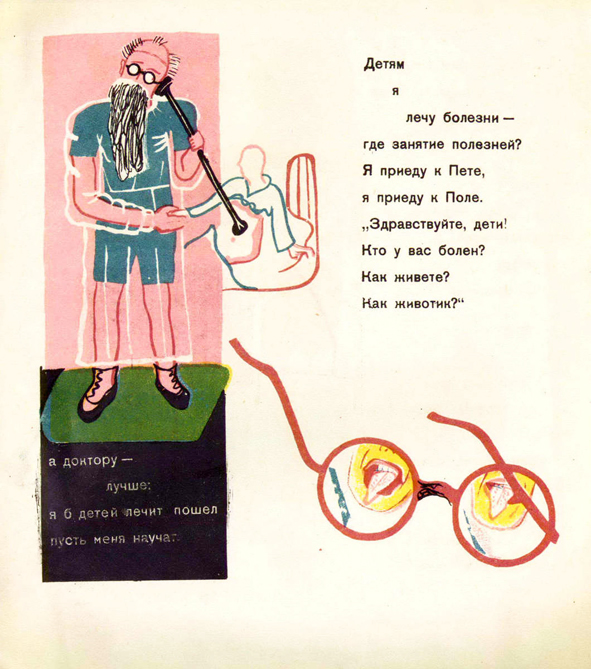 а доктору —
лучше:
я б детей лечит пошел
пусть меня научат
Детям
я
лечу болезни —
где занятие полезней?
Я приеду к Пете,
я приеду к Поле.
„Здравствуйте, дети!
Кто у вас болен?
Как живете?
Как животик?“